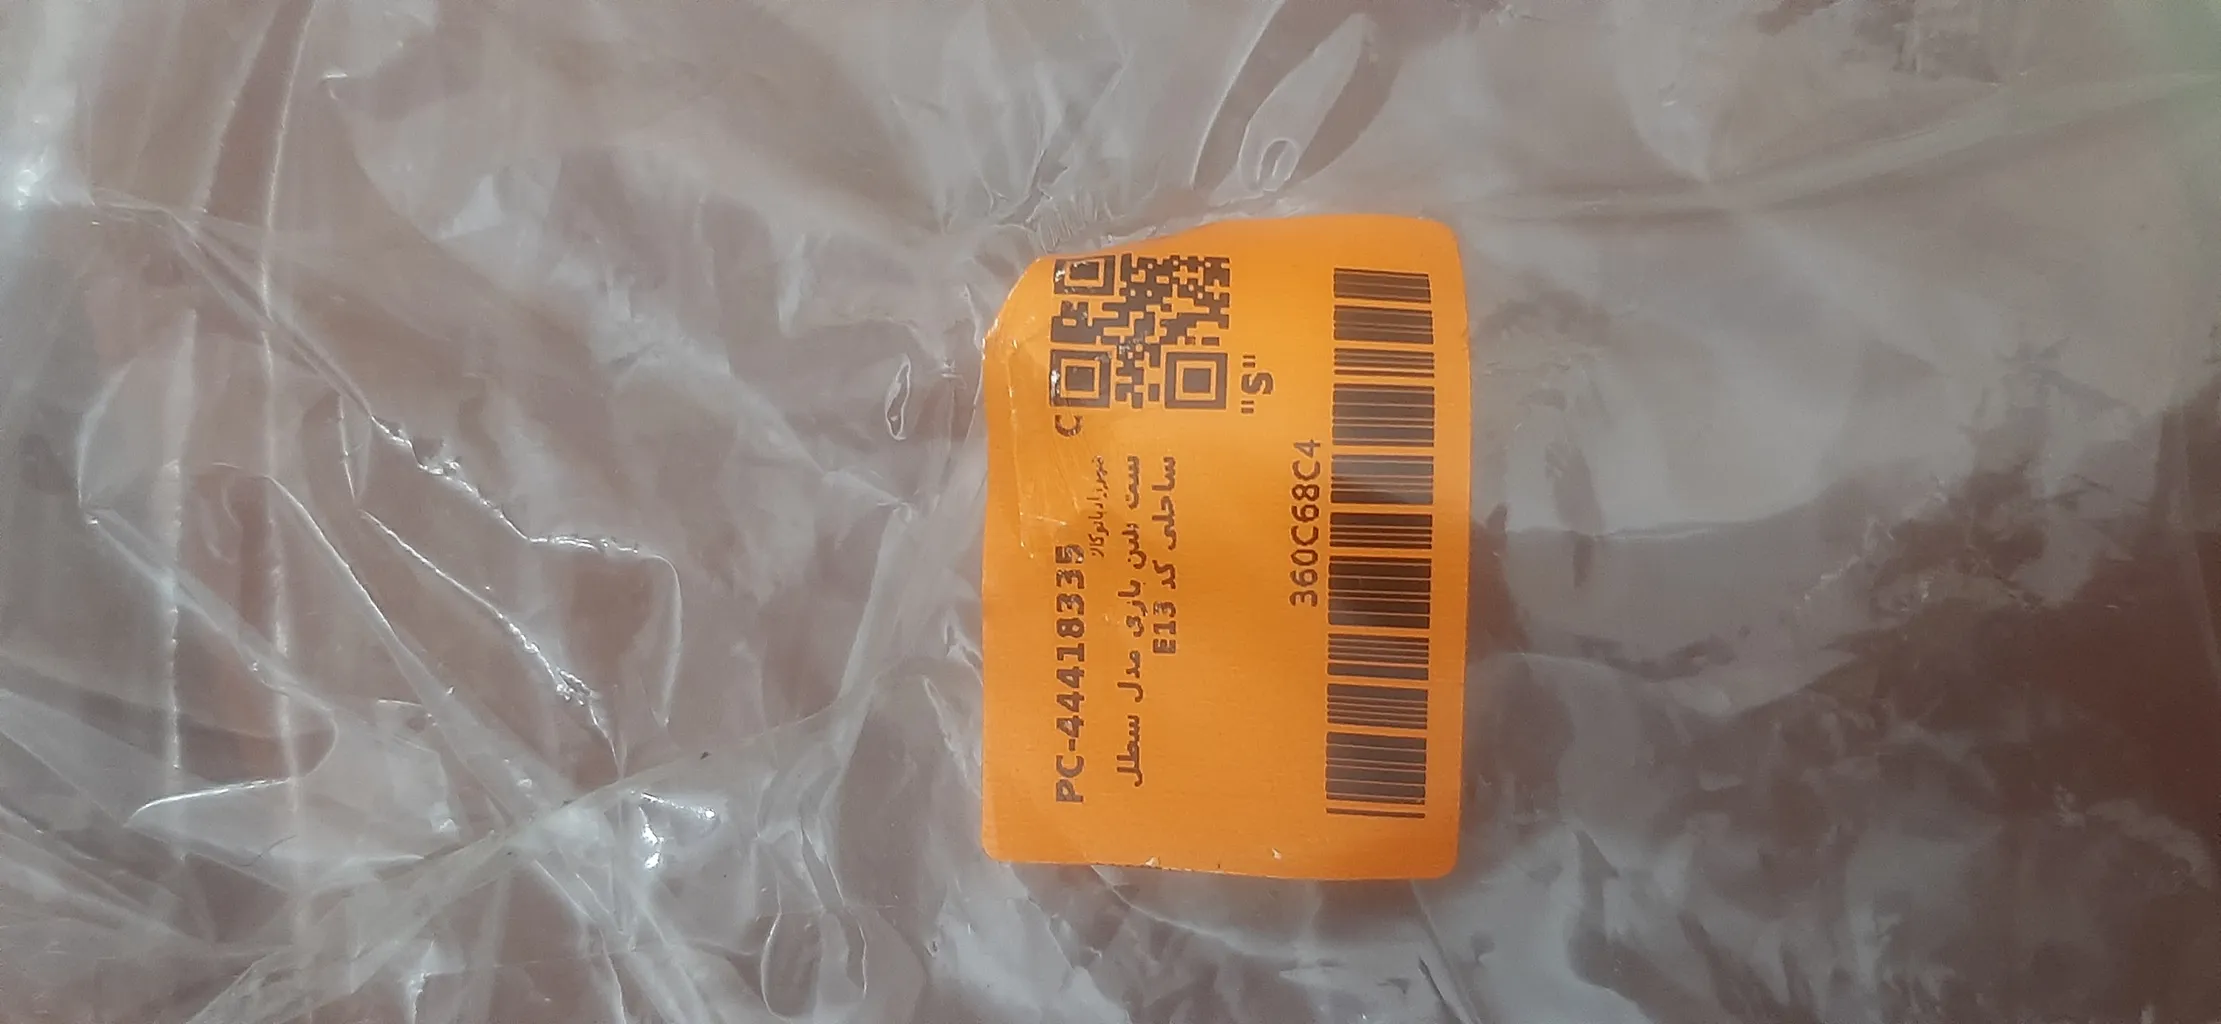 PC-44418335 C
ست شن بازی مدل سطل
ساحلی کد E13
"S"
360C68C4